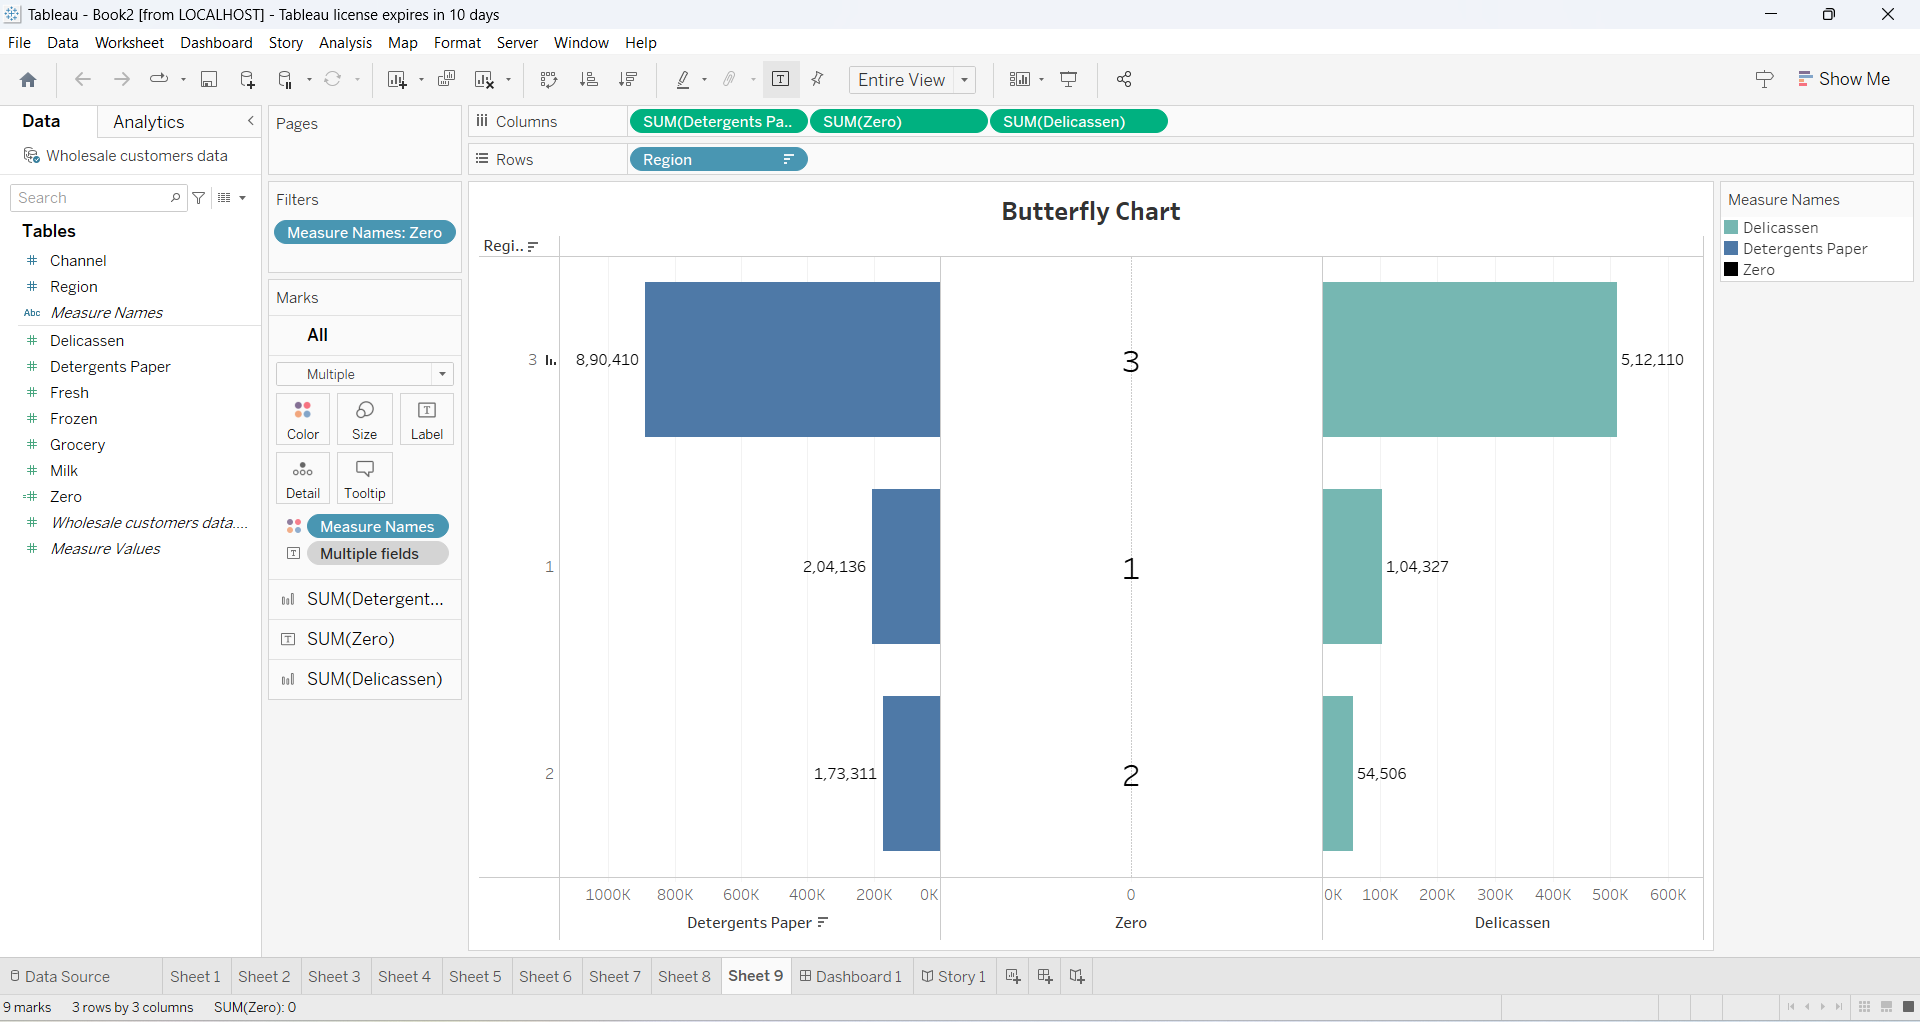 Tableau - Book2 [from LOCALHOST] - Tableau license expires in 10 days
File Data Worksheet Dashboard Story Analysis Map Format Server Window Help
Entire View
Show Me
Data Analytics
Wholesale customers data
Search
Tables
Channel
Region
Abc Measure Names
Delicassen
Detergents Paper
Fresh
Frozen
Grocery
Milk
Zero
Wholesale customers data....
Measure Values
Pages
Filters
Measure Names: Zero
Marks
All
Multiple
Color Size Label
Detail Tooltip
Measure Names
Multiple fields
SUM(Detergent...
SUM(Zero)
SUM(Delicassen)
Columns SUM(Detergents Pa.. SUM(Zero) SUM(Delicassen)
Rows Region
Butterfly Chart
Regi..
3 8,90,410 3 5,12,110
1 2,04,136 1 1,04,327
2 1,73,311 2 54,506
1000K 800K 600K 400K 200K 0K 0 0K 100K 200K 300K 400K 500K 600K
Detergents Paper Zero Delicassen
Measure Names
Delicassen
Detergents Paper
Zero
Data Source Sheet 1 Sheet 2 Sheet 3 Sheet 4 Sheet 5 Sheet 6 Sheet 7 Sheet 8 Sheet 9 Dashboard 1 Story 1
9 marks 3 rows by 3 columns SUM(Zero): 0